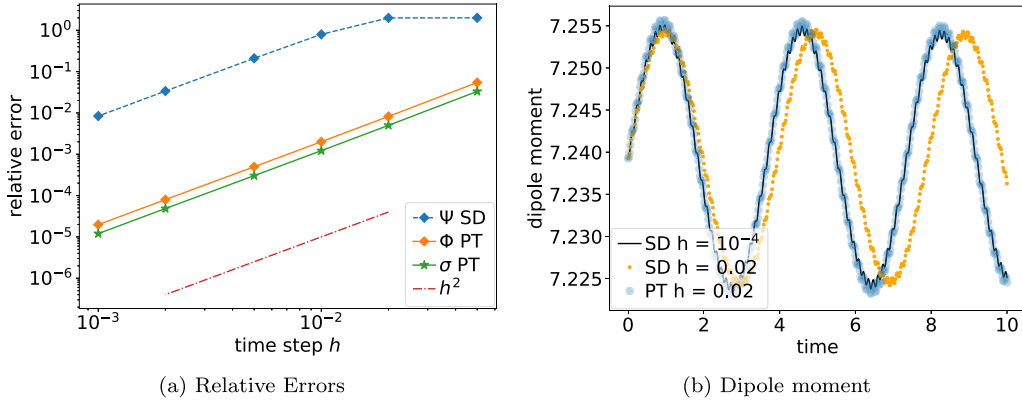 10^0
10^{-1}
10^{-2}
10^{-3}
10^{-4}
10^{-5}
10^{-6}
relative error
Ψ SD
Φ PT
σ PT
h^2
10^{-3}
10^{-2}
time step h
(a) Relative Errors
7.255
7.250
7.245
7.240
7.235
7.230
7.225
dipole moment
SD h = 10^{-4}
SD h = 0.02
PT h = 0.02
0 2 4 6 8 10
time
(b) Dipole moment